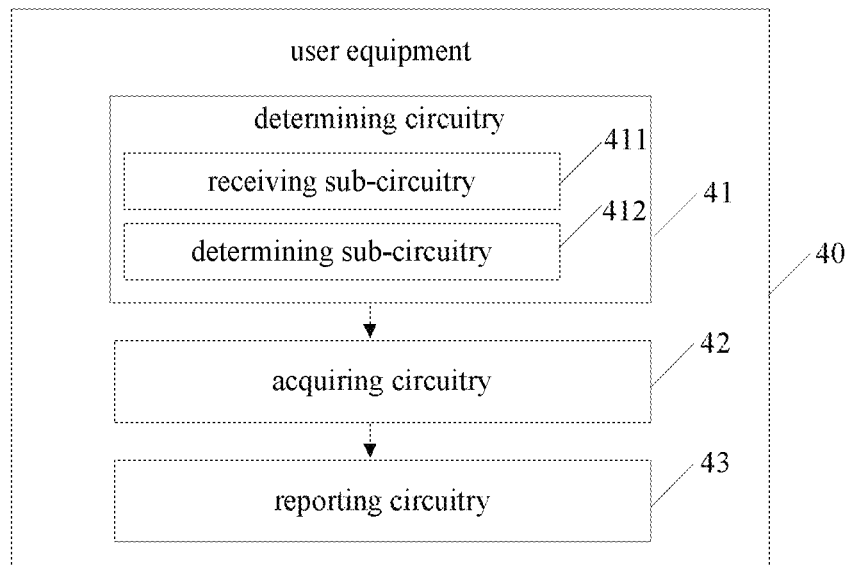 user equipment
determining circuitry
411
receiving sub-circuitry
412
41
determining sub-circuitry
40
42
acquiring circuitry
43
reporting circuitry